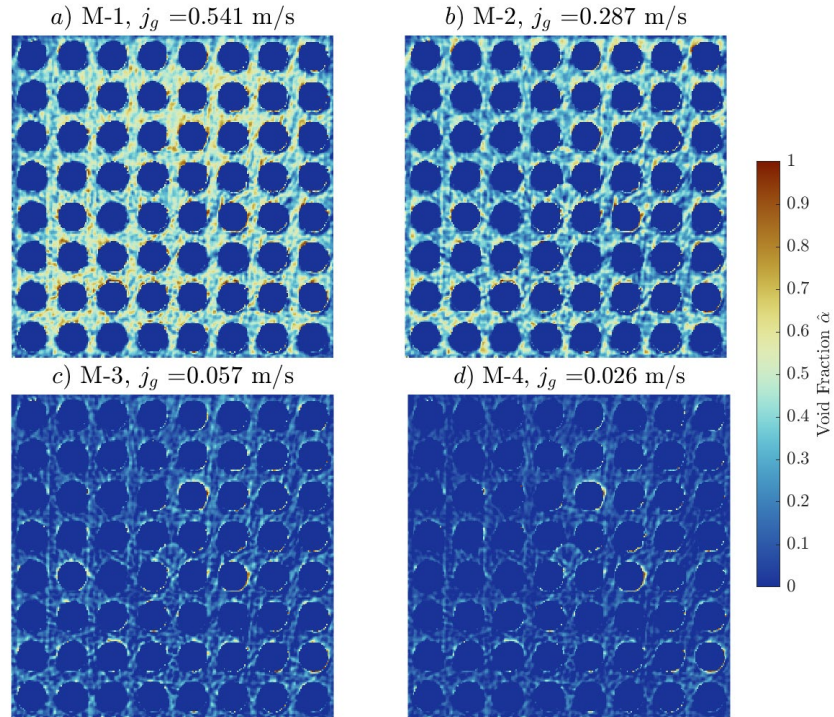 a) M-1, j_g =0.541 m/s
b) M-2, j_g =0.287 m/s
c) M-3, j_g =0.057 m/s
d) M-4, j_g =0.026 m/s
1
0.9
0.8
0.7
0.6
0.5
0.4
0.3
0.2
0.1
0
Void Fraction α̂